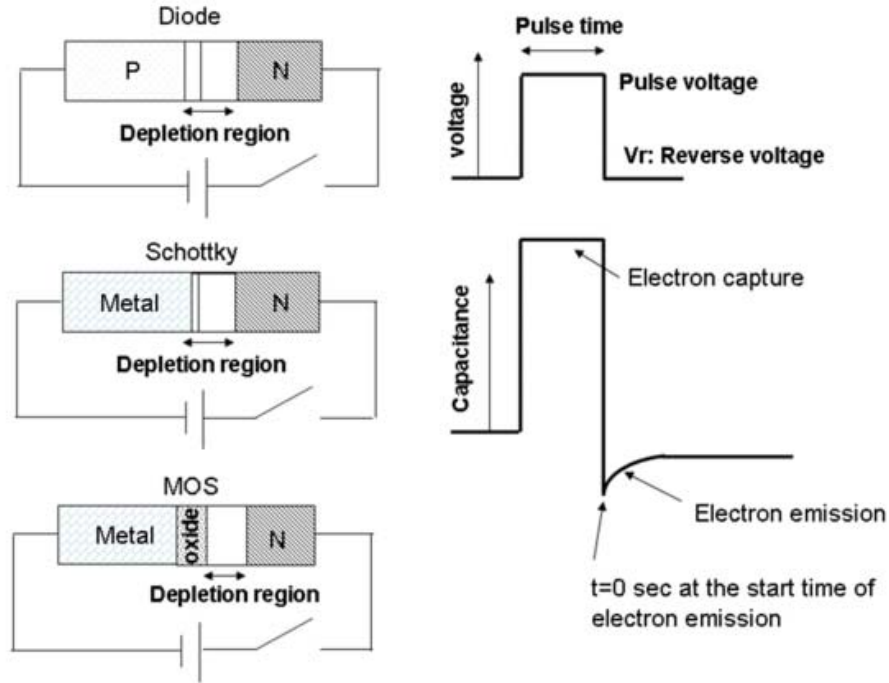 Diode
P
N
Depletion region
Schottky
Metal
N
Depletion region
MOS
Metal
oxide
N
Depletion region
Pulse time
voltage
Pulse voltage
Vr: Reverse voltage
Capacitance
Electron capture
Electron emission
t=0 sec at the start time of
electron emission